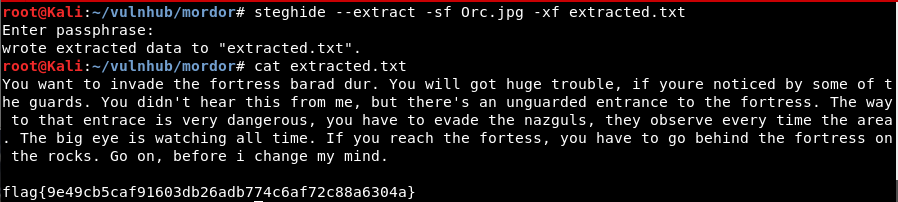 root@Kali:~/vulnhub/mordor# steghide --extract -sf Orc.jpg -xf extracted.txt
Enter passphrase:
wrote extracted data to "extracted.txt".
root@Kali:~/vulnhub/mordor# cat extracted.txt
You want to invade the fortress barad dur. You will got huge trouble, if youre noticed by some of t
he guards. You didn't hear this from me, but there's an unguarded entrance to the fortress. The way
 to that entrace is very dangerous, you have to evade the nazguls, they observe every time the area
. The big eye is watching all time. If you reach the fortess, you have to go behind the fortress on
 the rocks. Go on, before i change my mind.
flag{9e49cb5caf91603db26adb774c6af72c88a6304a}